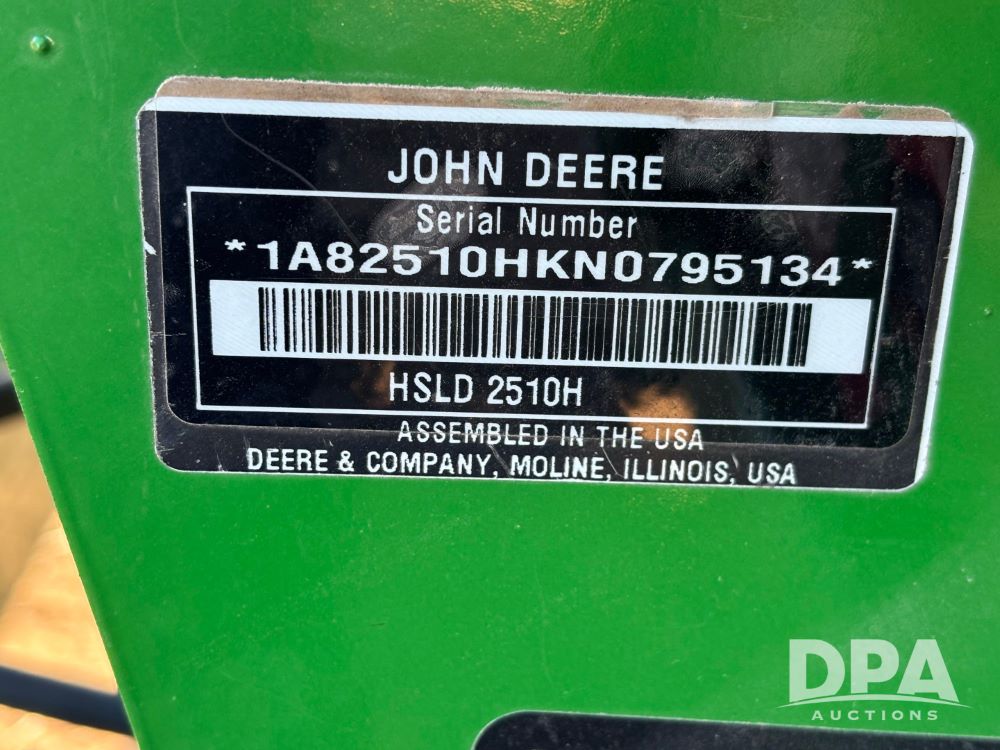 JOHN DEERE
Serial Number
*1A82510HKN0795134*
HSLD 2510H
ASSEMBLED IN THE USA
DEERE & COMPANY, MOLINE, ILLINOIS, USA
DPA
AUCTIONS